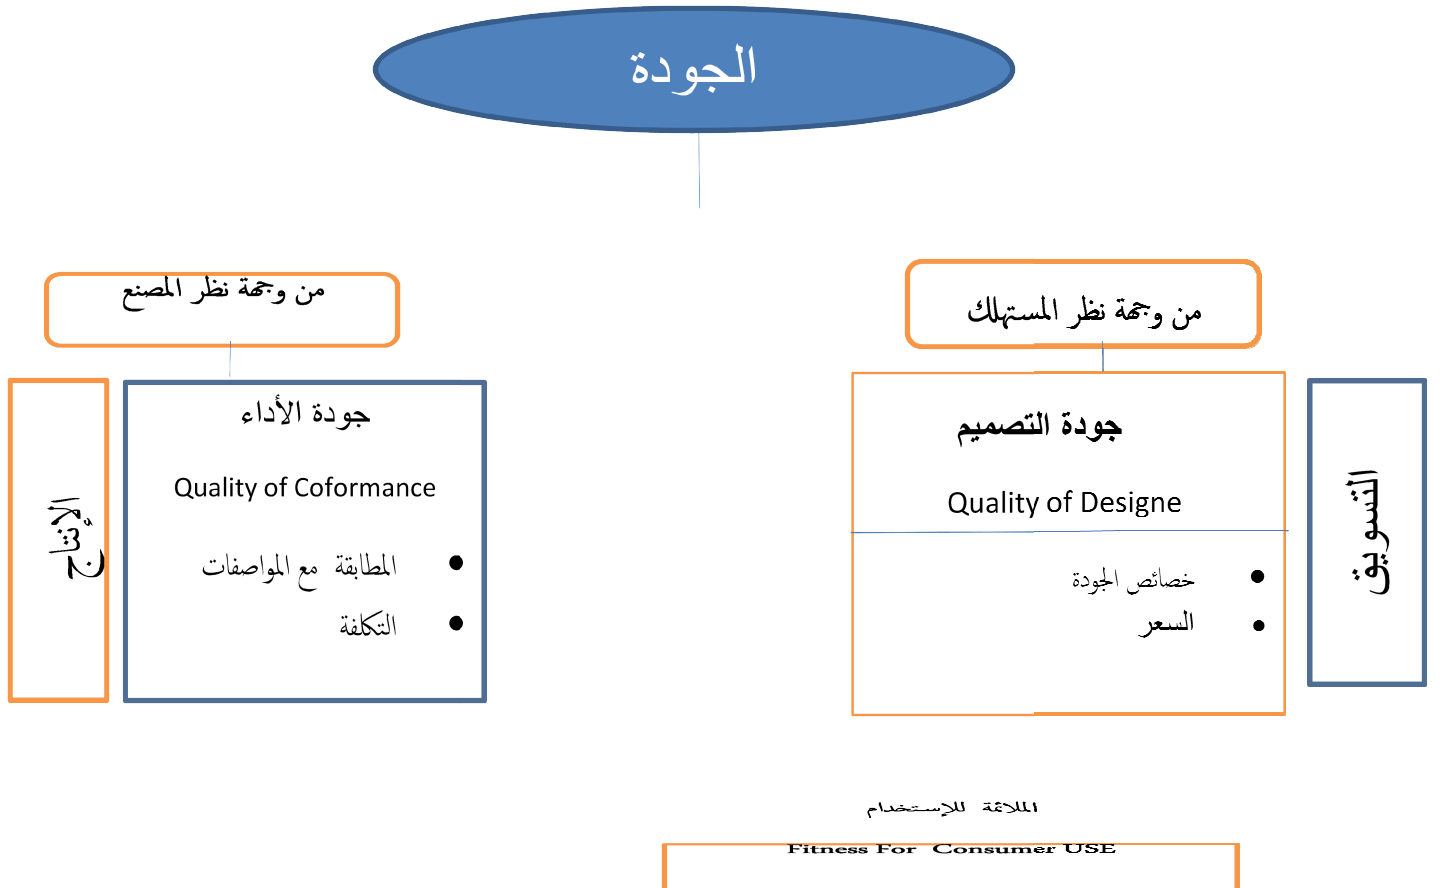 الجودة
من وجهة نظر المستهلك
من وجهة نظر المصنع
التسويق
جودة التصميم
Quality of Designe
خصائص الجودة
السعر
جودة الأداء
Quality of Coformance
المطابقة مع المواصفات
التكلفة
الإنتاج
الملائمة للإستخدام
Fitness For Consumer USE